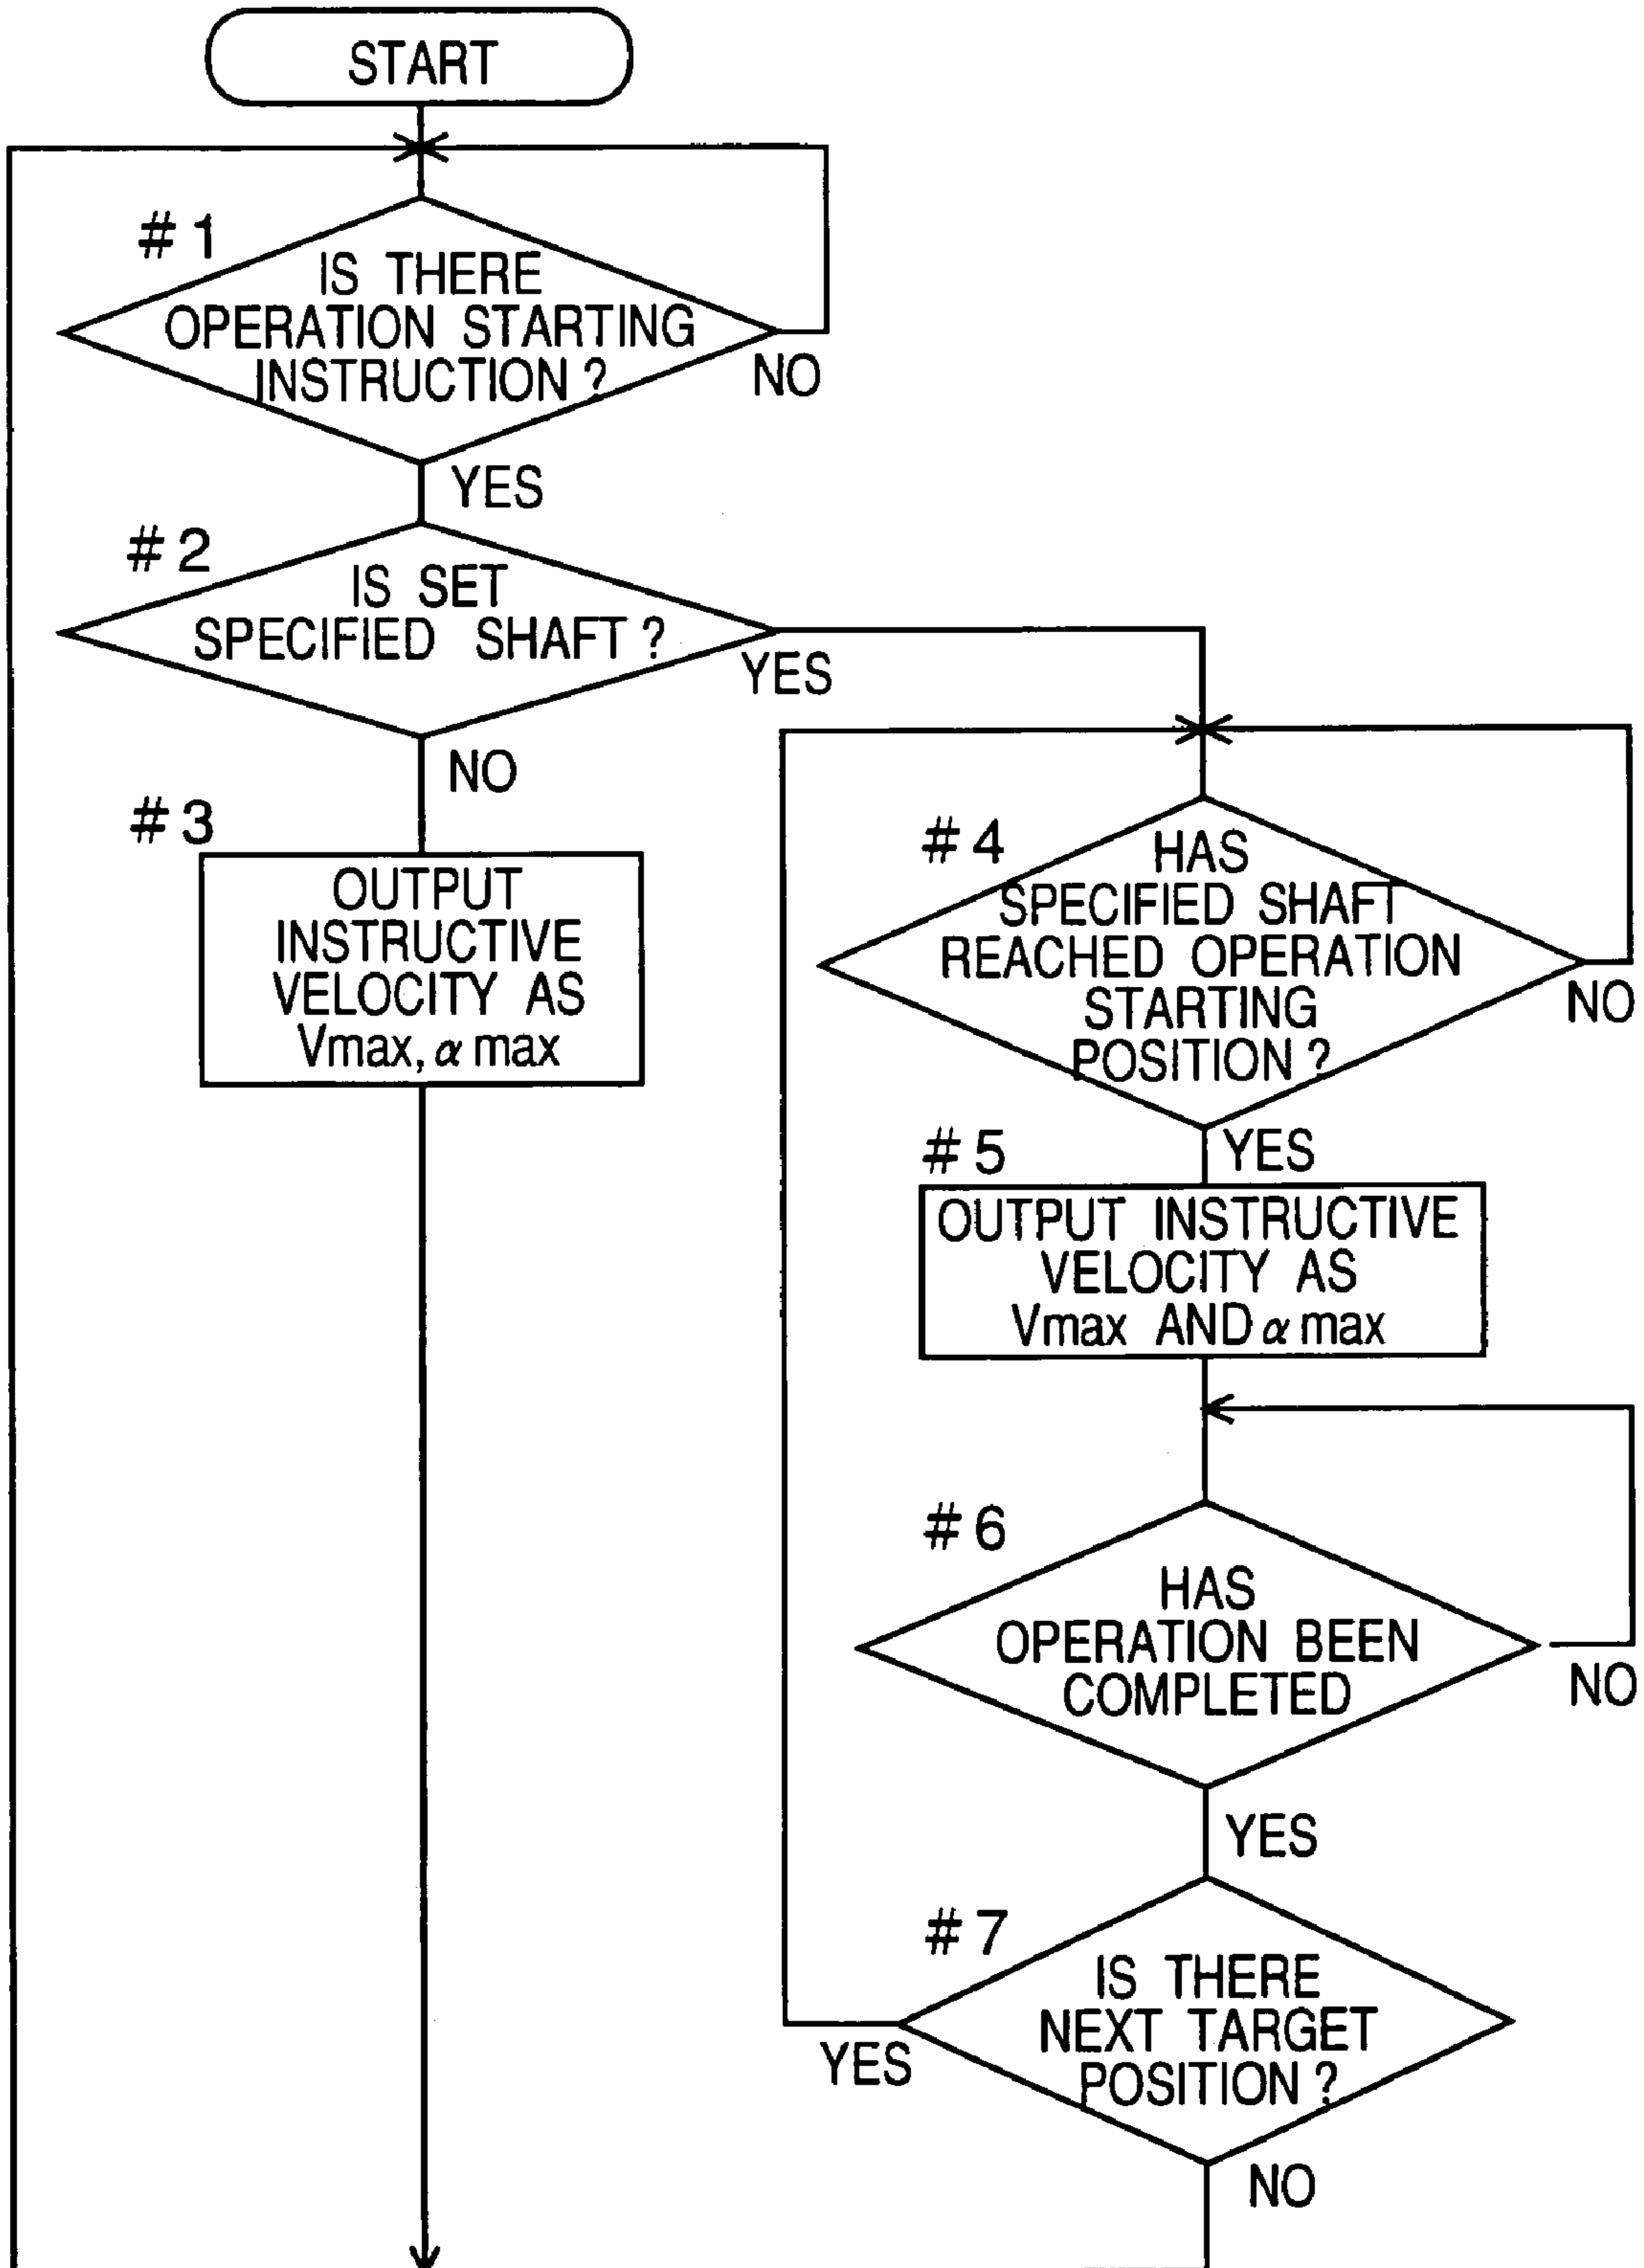 START
#1
IS THERE
OPERATION STARTING
INSTRUCTION?
NO
YES
#2
IS SET
SPECIFIED SHAFT?
YES
NO
#3
OUTPUT
INSTRUCTIVE
VELOCITY AS
Vmax, α max
#4
HAS
SPECIFIED SHAFT
REACHED OPERATION
STARTING
POSITION?
NO
YES
#5
OUTPUT INSTRUCTIVE
VELOCITY AS
Vmax AND α max
#6
HAS
OPERATION BEEN
COMPLETED
NO
YES
#7
IS THERE
NEXT TARGET
POSITION?
YES
NO